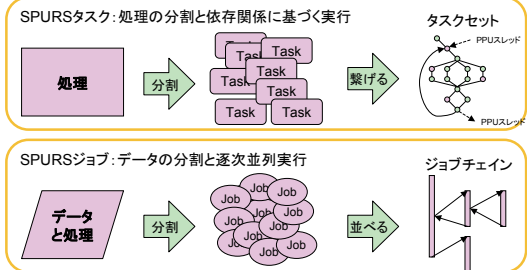 SPURSタスク：処理の分割と依存関係に基づく実行
処理
分割
Task
Task
Task
Task
Task
Task
Task
Task
繋げる
タスクセット
PPUスレッド
PPUスレッド
SPURSジョブ：データの分割と逐次並列実行
データ
と処理
分割
Job
Job
Job
Job
Job
Job
Job
Job
Job
Job
並べる
ジョブチェイン